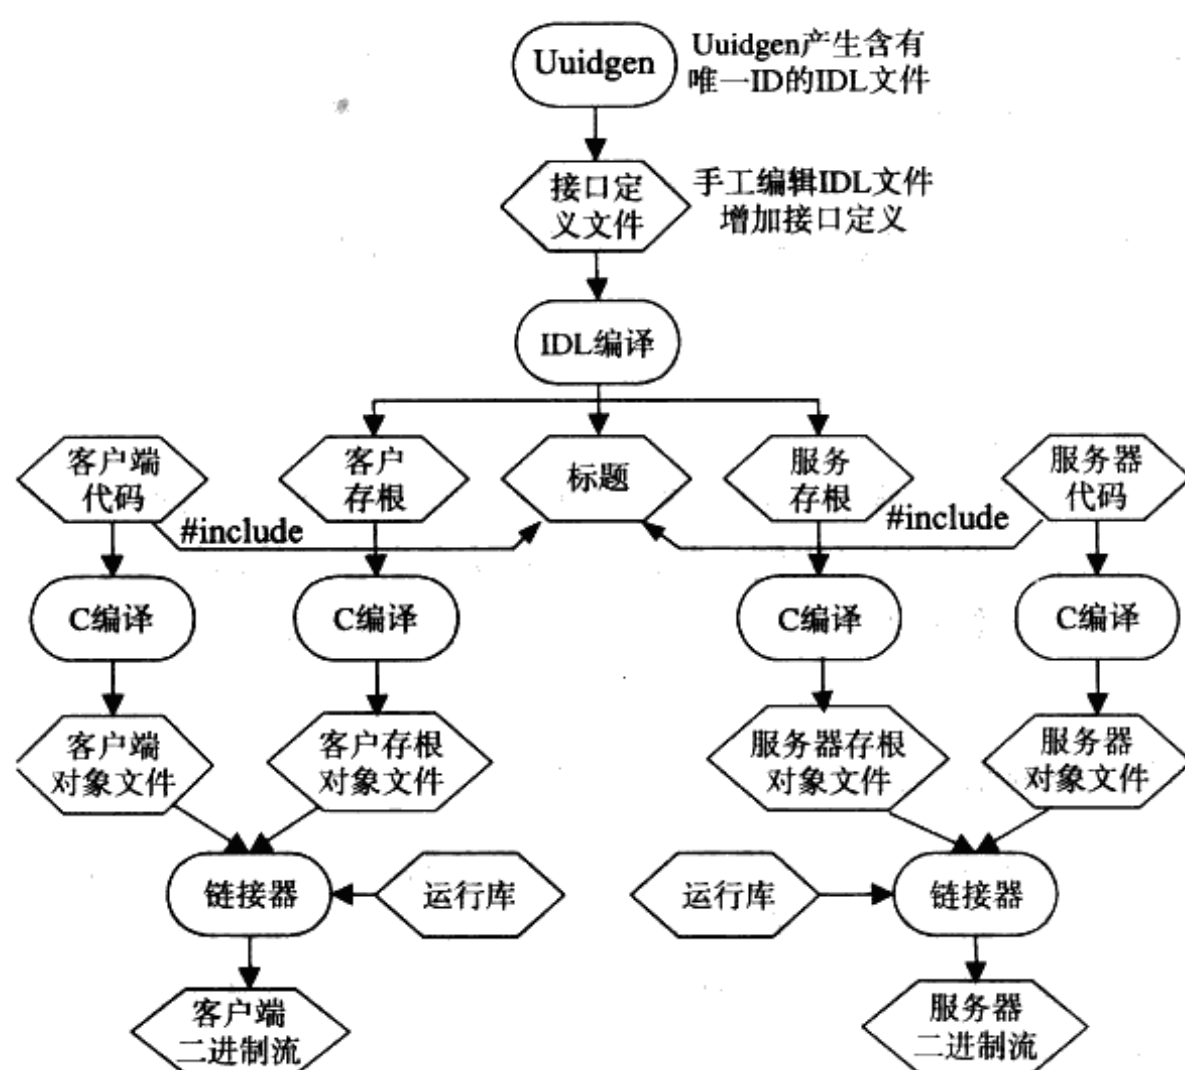 Uuidgen
Uuidgen产生含有
唯一ID的IDL文件
接口定
义文件
手工编辑IDL文件
增加接口定义
IDL编译
客户端
代码
客户
存根
标题
服务
存根
服务器
代码
#include
#include
C编译
C编译
C编译
C编译
客户端
对象文件
客户存根
对象文件
服务器存根
对象文件
服务器
对象文件
链接器
运行库
运行库
链接器
客户端
二进制流
服务器
二进制流